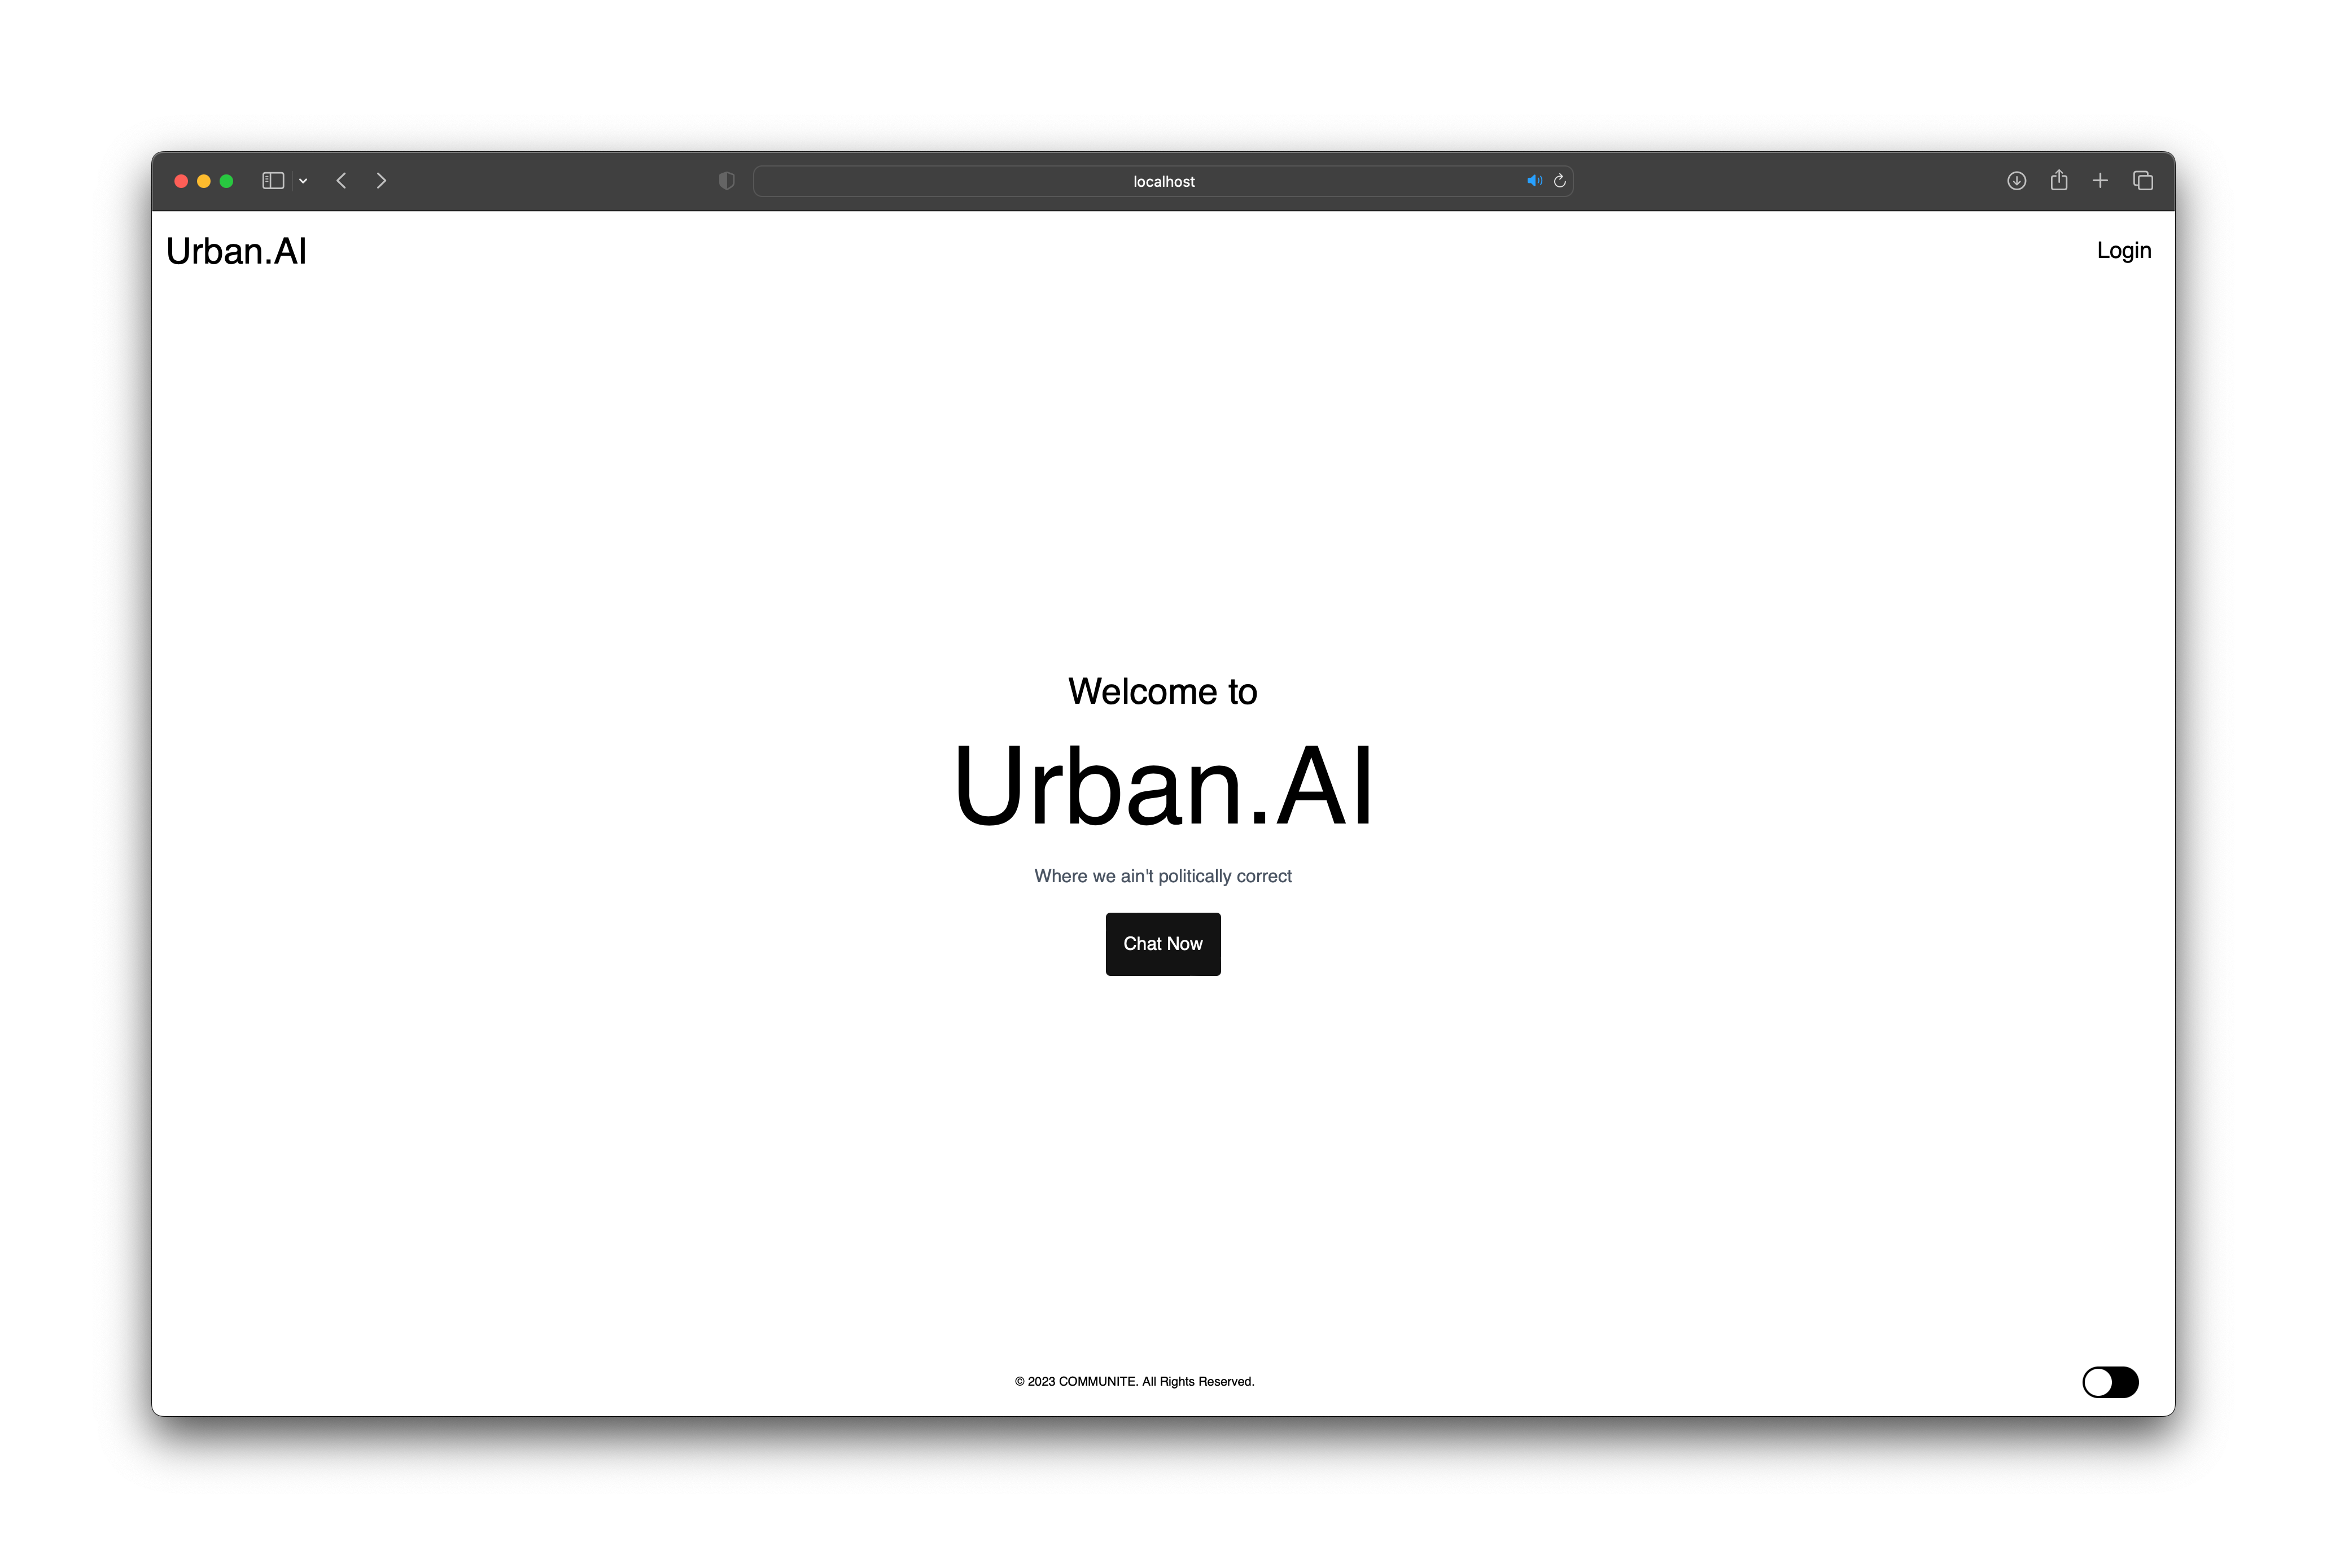 localhost
Urban.AI
Login
Welcome to
Urban.AI
Where we ain't politically correct
Chat Now
© 2023 COMMUNITE. All Rights Reserved.